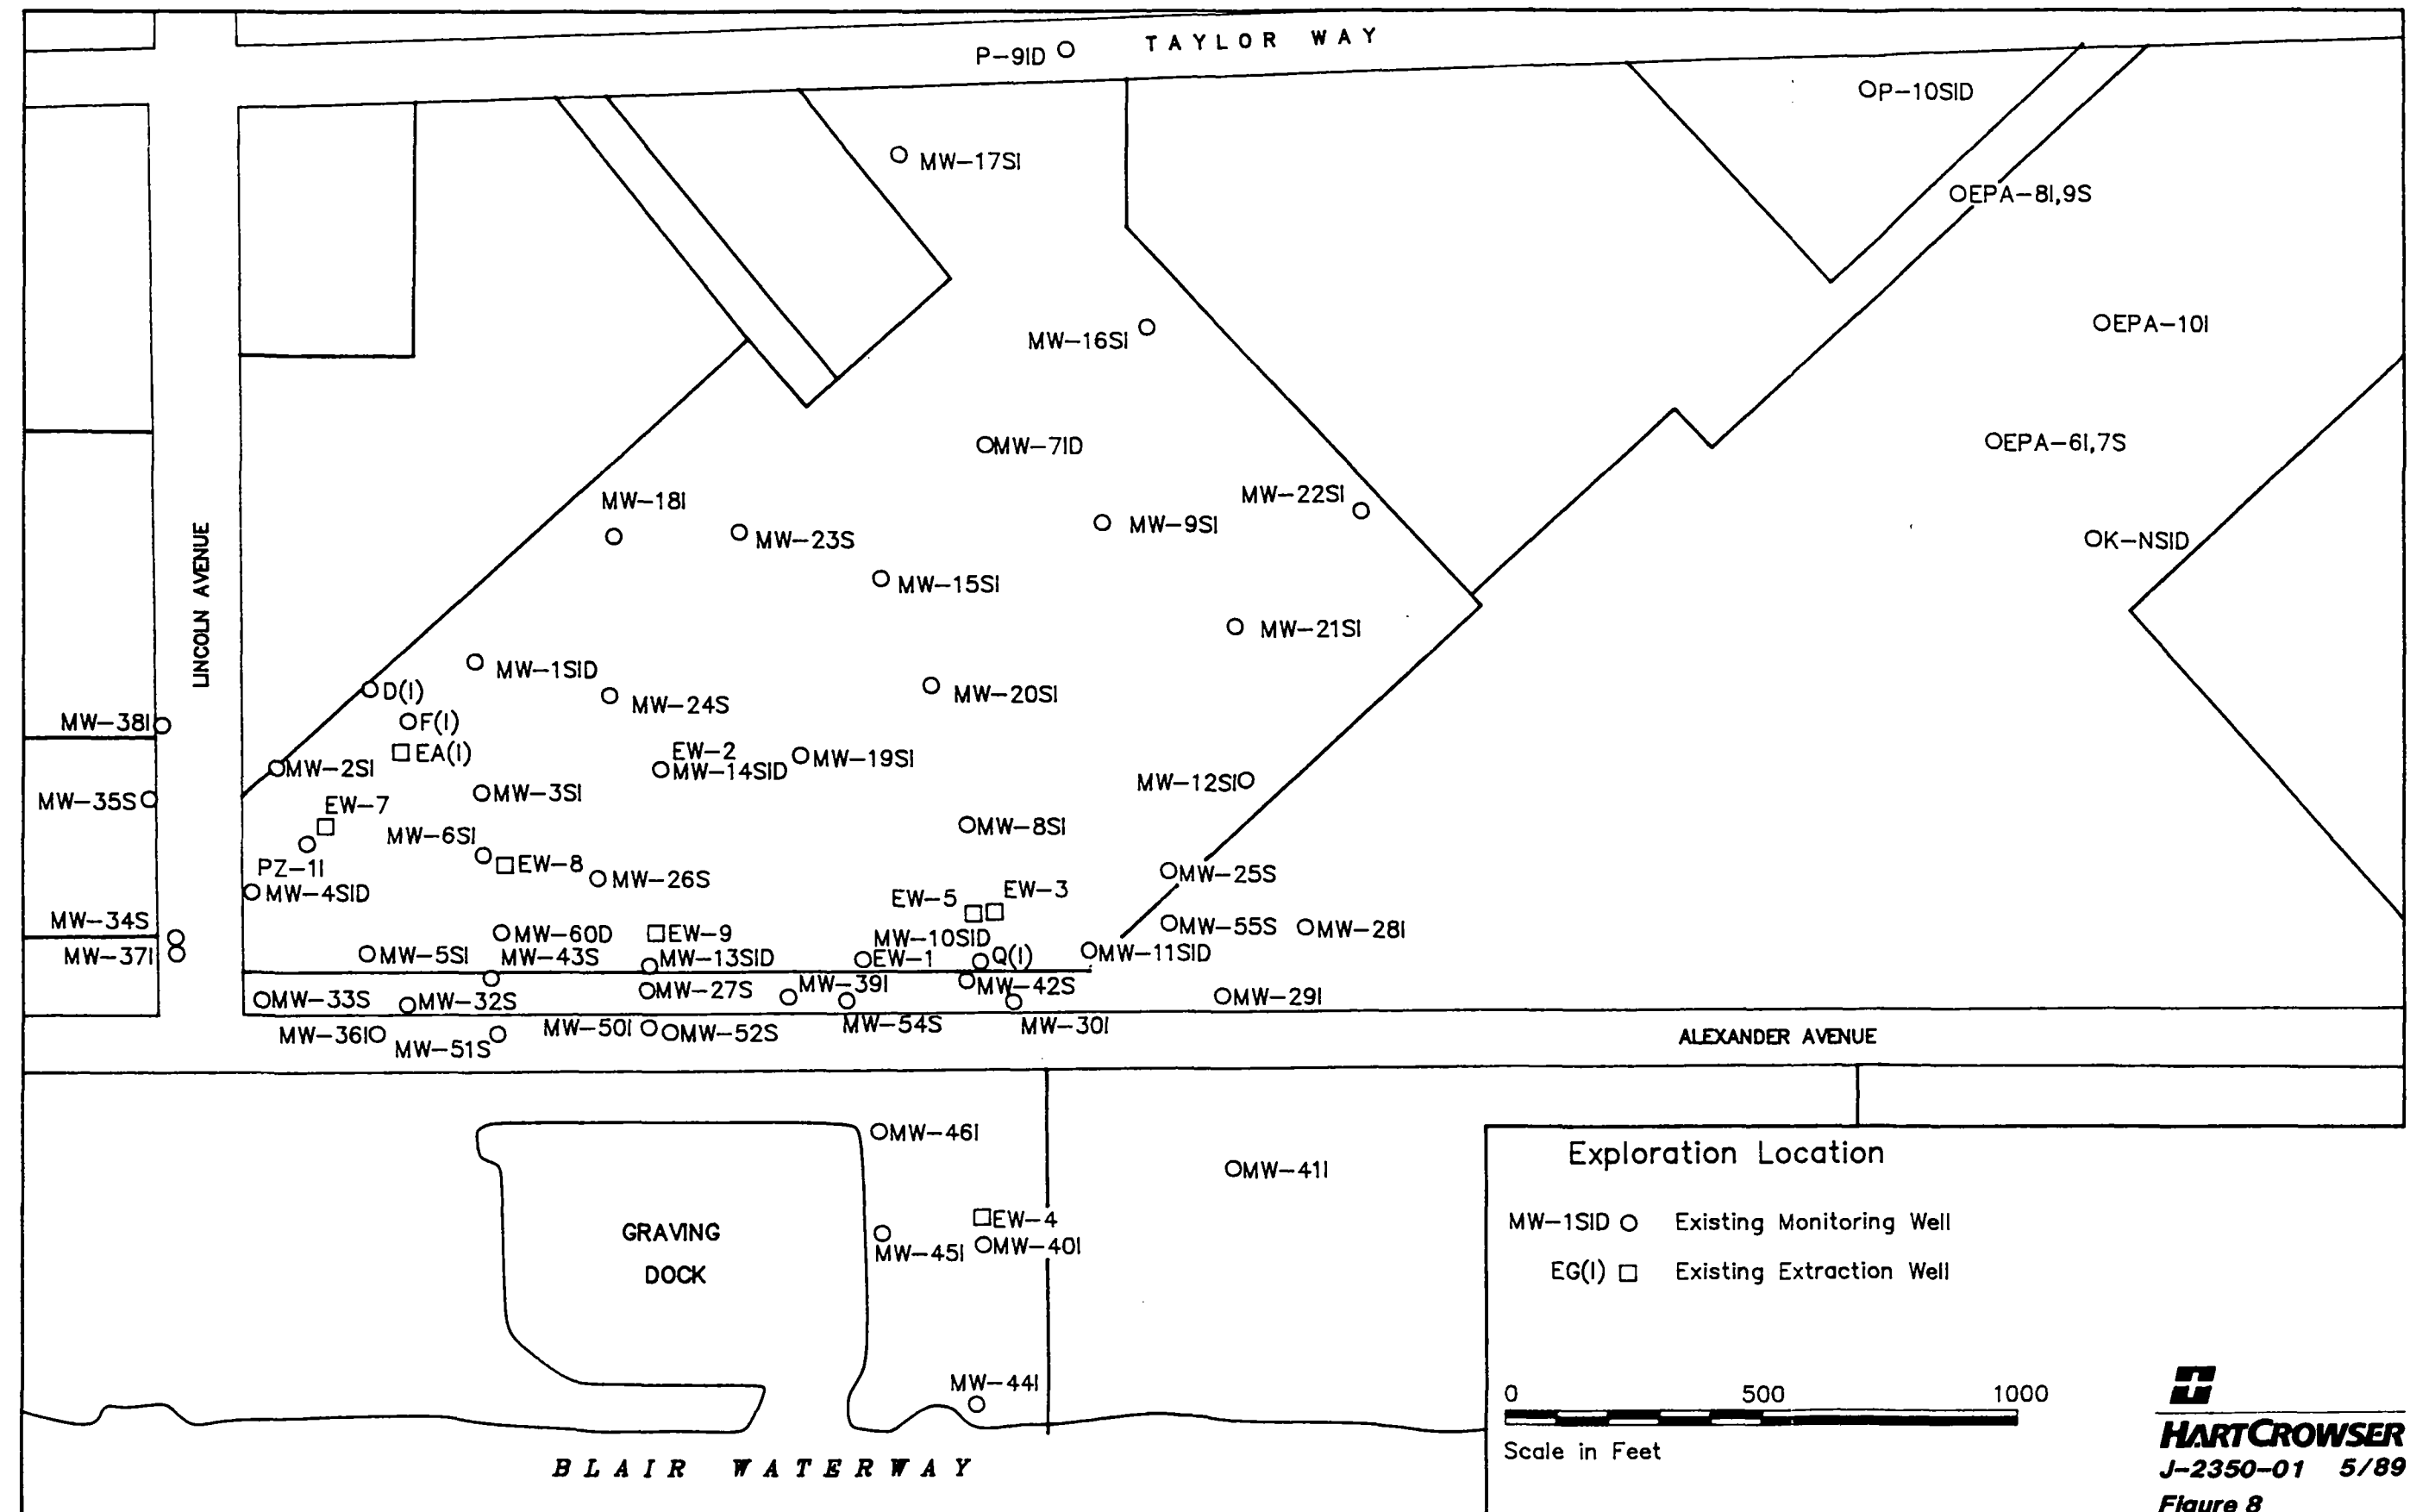 P-9ID
TAYLOR WAY
P-10SID
MW-17SI
EPA-8I,9S
EPA-10I
MW-16SI
MW-7ID
EPA-6I,7S
MW-18I
MW-22SI
MW-9SI
MW-23S
K-NSID
LINCOLN AVENUE
MW-15SI
MW-21SI
MW-1SID
D(I)
MW-20SI
MW-24S
MW-38I
F(I)
EA(I)
EW-2
MW-14SID
MW-19SI
MW-2SI
MW-12SI
MW-35S
MW-3SI
EW-7
MW-6SI
MW-8SI
PZ-1I
EW-8
MW-26S
MW-25S
MW-4SID
EW-5
EW-3
MW-34S
MW-55S
MW-28I
MW-60D
EW-9
MW-10SID
MW-37I
MW-5SI
MW-43S
MW-13SID
EW-1
Q(I)
MW-11SID
MW-33S
MW-32S
MW-27S
MW-39I
MW-42S
MW-29I
MW-36I
MW-51S
MW-50I
MW-52S
MW-54S
MW-30I
ALEXANDER AVENUE
MW-46I
MW-41I
Exploration Location
GRAVING
DOCK
EW-4
MW-45I
MW-40I
MW-1SID Existing Monitoring Well
EG(I) Existing Extraction Well
MW-44I
0 500 1000
Scale in Feet
BLAIR WATERWAY
HARTCROWSER
J-2350-01 5/89
Figure 8